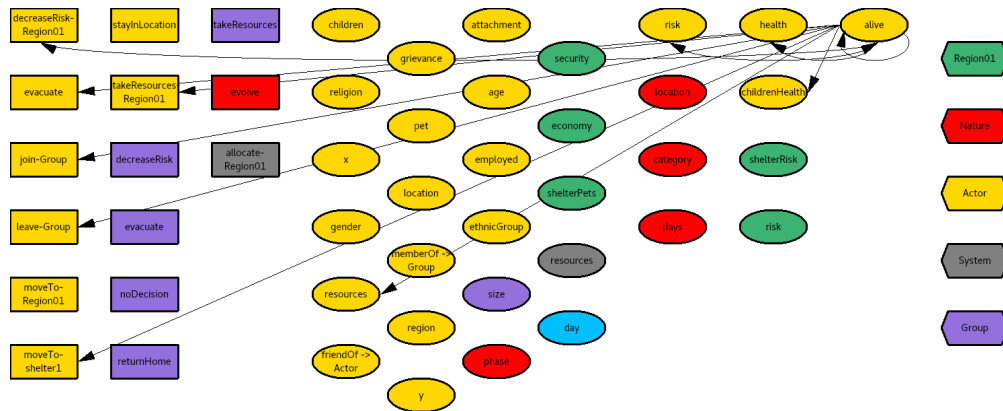 decreaseRisk-
Region01
stayInLocation
takeResources
children
attachment
risk
health
alive
grievance
security
Region01
evacuate
takeResources-
Region01
evolve
religion
age
location
childrenHealth
pet
economy
Nature
join-Group
decreaseRisk
allocate-
Region01
x
employed
category
shelterRisk
location
shelterPets
Actor
leave-Group
evacuate
gender
ethnicGroup
days
risk
memberOf ->
Group
resources
System
moveTo-
Region01
noDecision
resources
size
region
day
Group
moveTo-
shelter1
returnHome
friendOf ->
Actor
phase
y